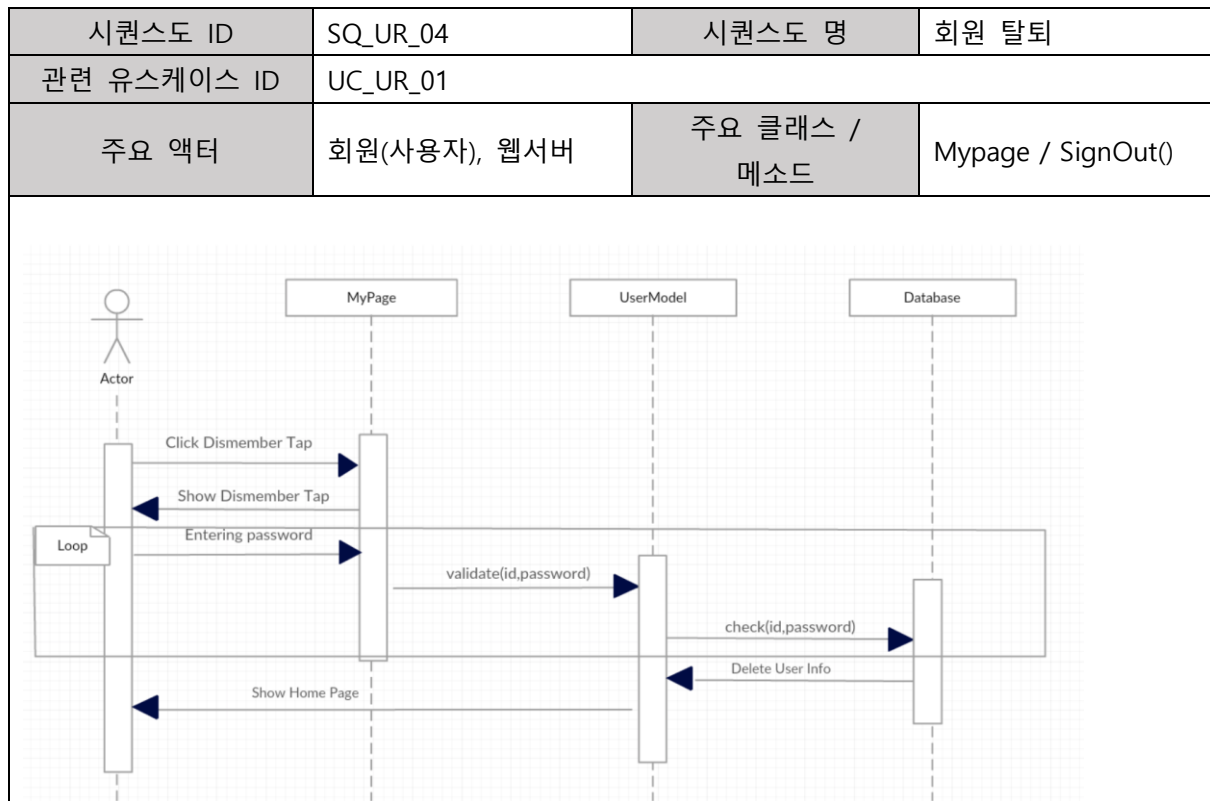 시퀀스도 ID
SQ_UR_04
시퀀스도 명
회원 탈퇴
관련 유스케이스 ID
UC_UR_01
주요 액터
회원(사용자), 웹서버
주요 클래스 /
메소드
Mypage / SignOut()
MyPage
UserModel
Database
Actor
Click Dismember Tap
Show Dismember Tap
Loop
Entering password
validate(id,password)
check(id,password)
Delete User Info
Show Home Page